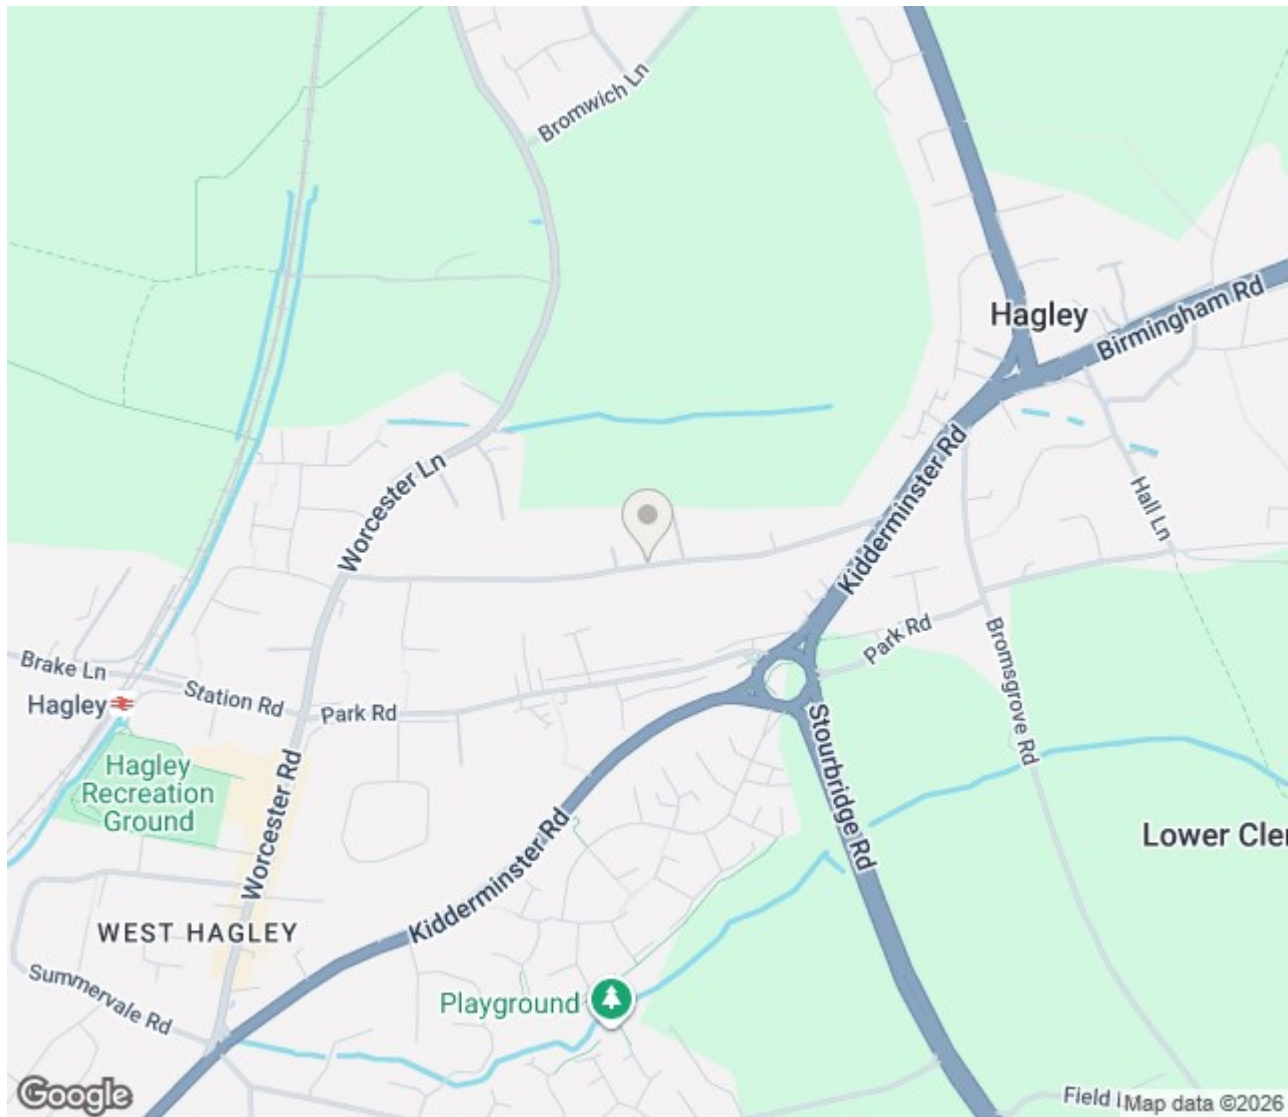 Bromwich Ln
Hagley
Birmingham Rd
Worcester Ln
Kidderminster Rd
Hall Ln
Brake Ln
Station Rd
Hagley
Park Rd
Park Rd
Bromsgrove Rd
Hagley
Recreation
Ground
Worcester Rd
Stourbridge Rd
Kidderminster Rd
Lower Cle
WEST HAGLEY
Summervale Rd
Playground
Google
Field
Map data ©2026